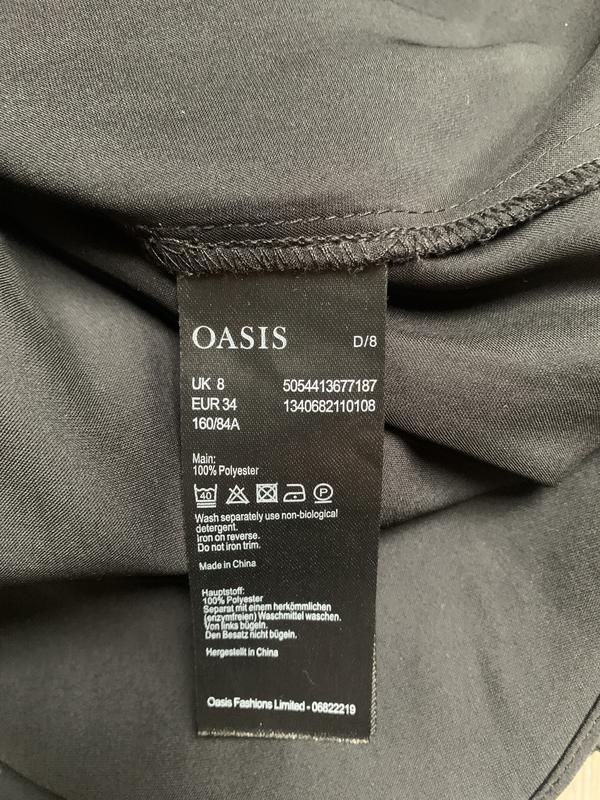 OASIS D/8
UK 8 5054413677187
EUR 34 1340682110108
160/84A
Main:
100% Polyester
40 P
Wash separately use non-biological
detergent.
Iron on reverse.
Do not iron trim.
Made in China
Hauptstoff:
100% Polyester
Separat mit einem herkömmlichen
(enzymfreien) Waschmittel waschen.
Von links bügeln.
Den Besatz nicht bügeln.
Hergestellt in China
Oasis Fashions Limited - 06822219